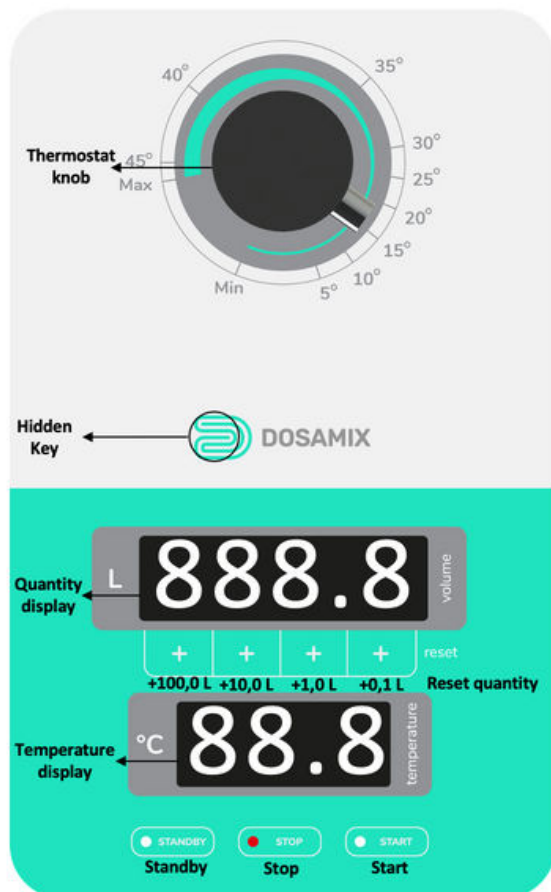 40°
35°
Thermostat
knob
45°
Max
30°
25°
20°
15°
10°
5°
Min
Hidden
Key
DOSAMIX
L
888.8
volume
Quantity
display
+ + + +
reset
+100,0 L +10,0 L +1,0 L +0,1 L
Reset quantity
°C
88.8
temperature
Temperature
display
STANDBY
STOP
START
Standby
Stop
Start